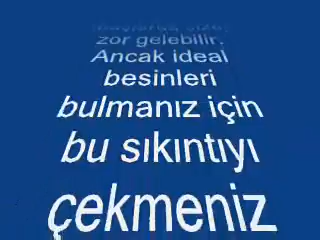 zor gelebilir.
Ancak ideal
besinleri
bulmanız için
bu sıkıntıyı
çekmeniz